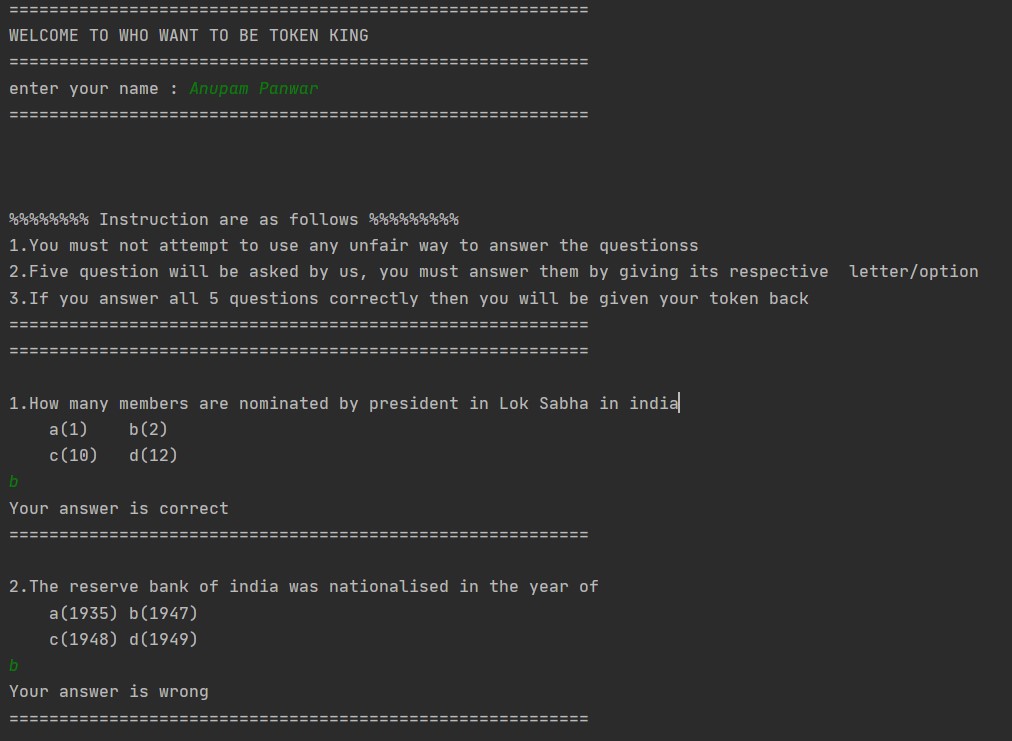 ==========================================================
WELCOME TO WHO WANT TO BE TOKEN KING
==========================================================
enter your name : Anupam Panwar
==========================================================
%%%%%%%% Instruction are as follows %%%%%%%%%
1.You must not attempt to use any unfair way to answer the questionss
2.Five question will be asked by us, you must answer them by giving its respective  letter/option
3.If you answer all 5 questions correctly then you will be given your token back
==========================================================
==========================================================
1.How many members are nominated by president in Lok Sabha in india
    a(1)    b(2)
    c(10)   d(12)
b
Your answer is correct
==========================================================
2.The reserve bank of india was nationalised in the year of
    a(1935) b(1947)
    c(1948) d(1949)
b
Your answer is wrong
==========================================================